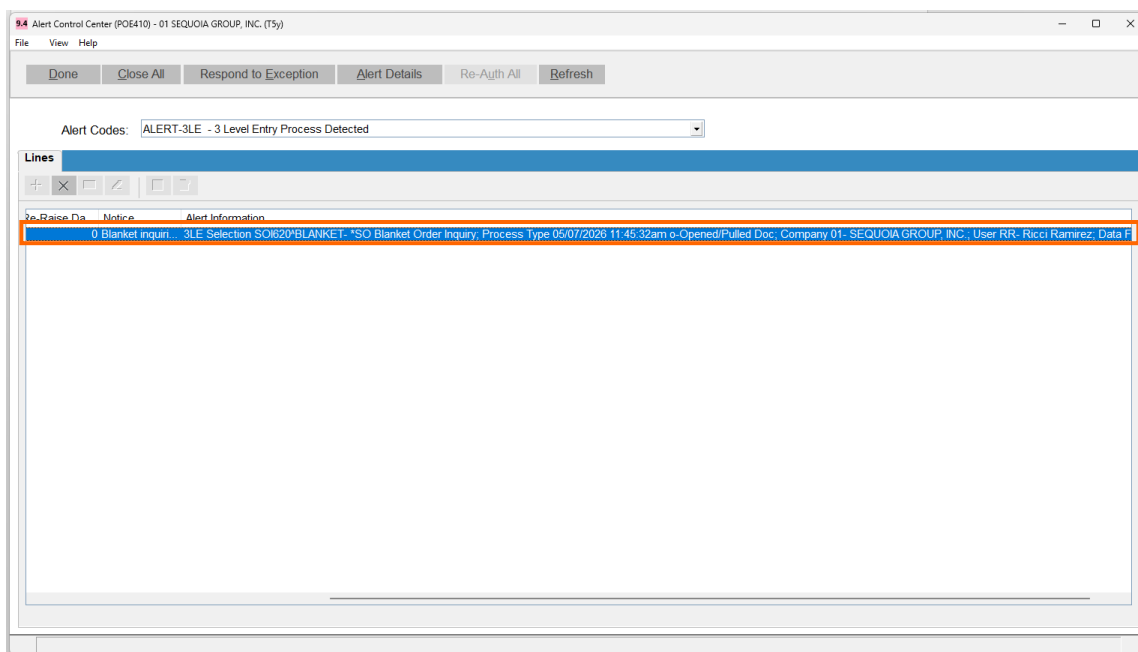 9.4 Alert Control Center (POE410) - 01 SEQUOIA GROUP, INC. (T5y)
File View Help
Done Close All Respond to Exception Alert Details Re-Auth All Refresh
Alert Codes: ALERT-3LE - 3 Level Entry Process Detected
Lines
Re-Raise Da... Notice Alert Information
0 Blanket inquiri... 3LE Selection SOI620*BLANKET- *SO Blanket Order Inquiry; Process Type 05/07/2026 11:45:32am o-Opened/Pulled Doc; Company 01- SEQUOIA GROUP, INC.; User RR- Ricci Ramirez; Data F